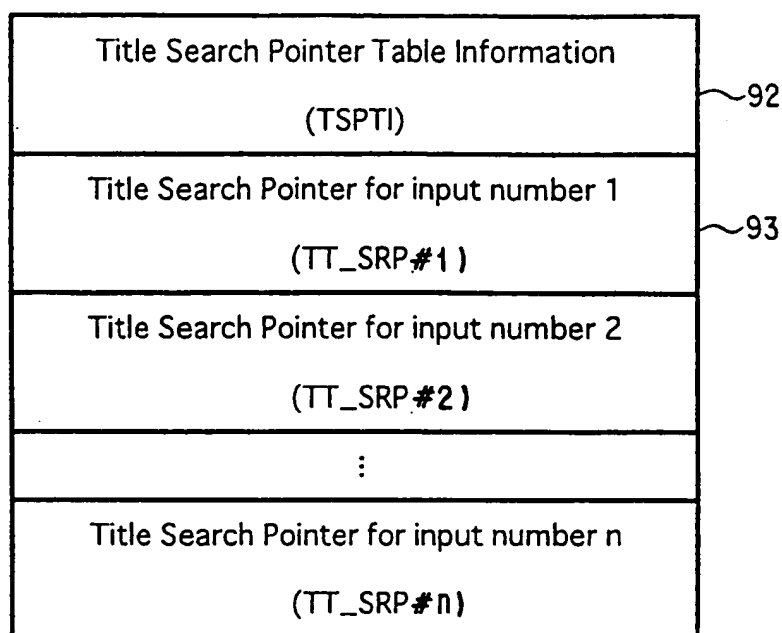 Title Search Pointer Table Information
(TSPTI)
92
Title Search Pointer for input number 1
(TT_SRP#1)
93
Title Search Pointer for input number 2
(TT_SRP#2)
⋮
Title Search Pointer for input number n
(TT_SRP#n)